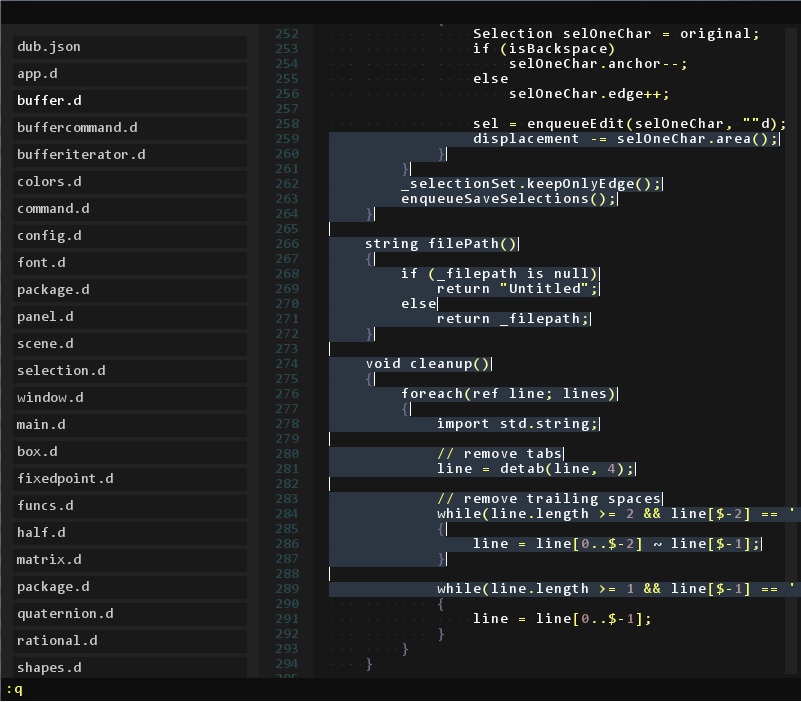 dub.json
app.d
buffer.d
buffercommand.d
bufferiterator.d
colors.d
command.d
config.d
font.d
package.d
panel.d
scene.d
selection.d
window.d
main.d
box.d
fixedpoint.d
funcs.d
half.d
matrix.d
package.d
quaternion.d
rational.d
shapes.d
252 Selection selOneChar = original;
253 if (isBackspace)
254 selOneChar.anchor--;
255 else
256 selOneChar.edge++;
257
258 sel = enqueueEdit(selOneChar, ""d);
259 displacement -= selOneChar.area();
260 }
261 }
262 _selectionSet.keepOnlyEdge();
263 enqueueSaveSelections();
264 }
265
266 string filePath()
267 {
268 if (_filepath is null)
269 return "Untitled";
270 else
271 return _filepath;
272 }
273
274 void cleanup()
275 {
276 foreach(ref line; lines)
277 {
278 import std.string;
279
280 // remove tabs
281 line = detab(line, 4);
282
283 // remove trailing spaces
284 while(line.length >= 2 && line[$-2] == '
285 {
286 line = line[0..$-2] ~ line[$-1];
287 }
288
289 while(line.length >= 1 && line[$-1] == '
290 {
291 line = line[0..$-1];
292 }
293 }
294 }
:q